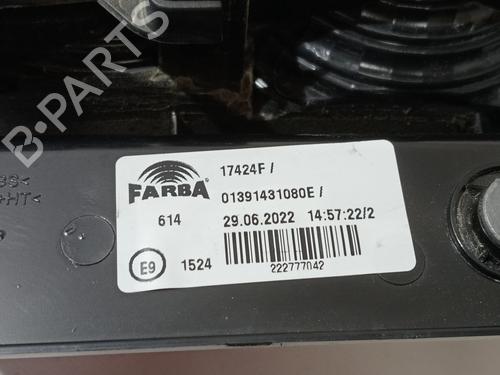 B-PARTS
FARBA
17424F /
01391431080E /
614
29.06.2022 14:57:22/2
E9
1524
222777042